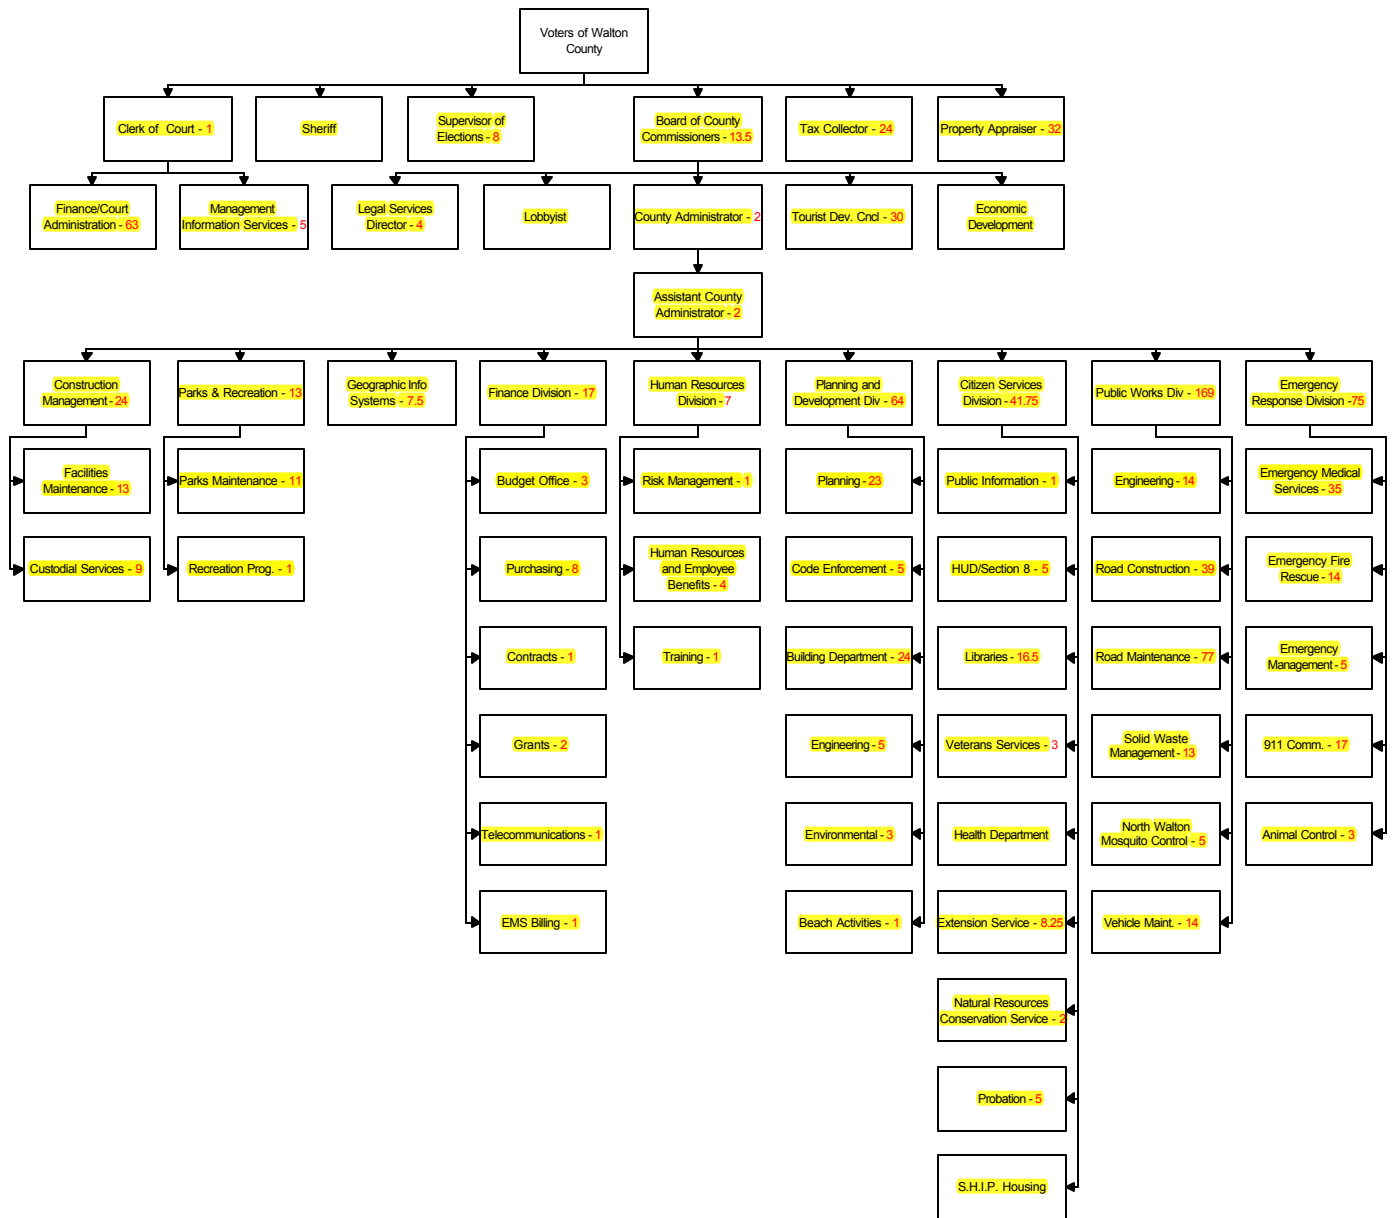 Voters of Walton
County
Clerk of Court - 1
Sheriff
Supervisor of
Elections - 8
Board of County
Commissioners - 13.5
Tax Collector - 24
Property Appraiser - 32
Finance/Court
Administration - 63
Management
Information Services - 5
Legal Services
Director - 4
Lobbyist
County Administrator - 2
Tourist Dev. Cncl - 30
Economic
Development
Assistant County
Administrator - 2
Construction
Management - 24
Parks & Recreation - 13
Geographic Info
Systems - 7.5
Finance Division - 17
Human Resources
Division - 7
Planning and
Development Div - 64
Citizen Services
Division - 41.75
Public Works Div - 169
Emergency
Response Division -75
Facilities
Maintenance - 13
Parks Maintenance - 11
Budget Office - 3
Risk Management - 1
Planning - 23
Public Information - 1
Engineering - 14
Emergency Medical
Services - 35
Custodial Services - 9
Recreation Prog. - 1
Purchasing - 8
Human Resources
and Employee
Benefits - 4
Code Enforcement - 5
HUD/Section 8 - 5
Road Construction - 39
Emergency Fire
Rescue - 14
Contracts - 1
Training - 1
Building Department - 24
Libraries - 16.5
Road Maintenance - 77
Emergency
Management - 5
Grants - 2
Engineering - 5
Veterans Services - 3
Solid Waste
Management - 13
911 Comm. - 17
Telecommunications - 1
Environmental - 3
Health Department
North Walton
Mosquito Control - 5
Animal Control - 3
EMS Billing - 1
Beach Activities - 1
Extension Service - 8.25
Vehicle Maint. - 14
Natural Resources
Conservation Service - 2
Probation - 5
S.H.I.P. Housing